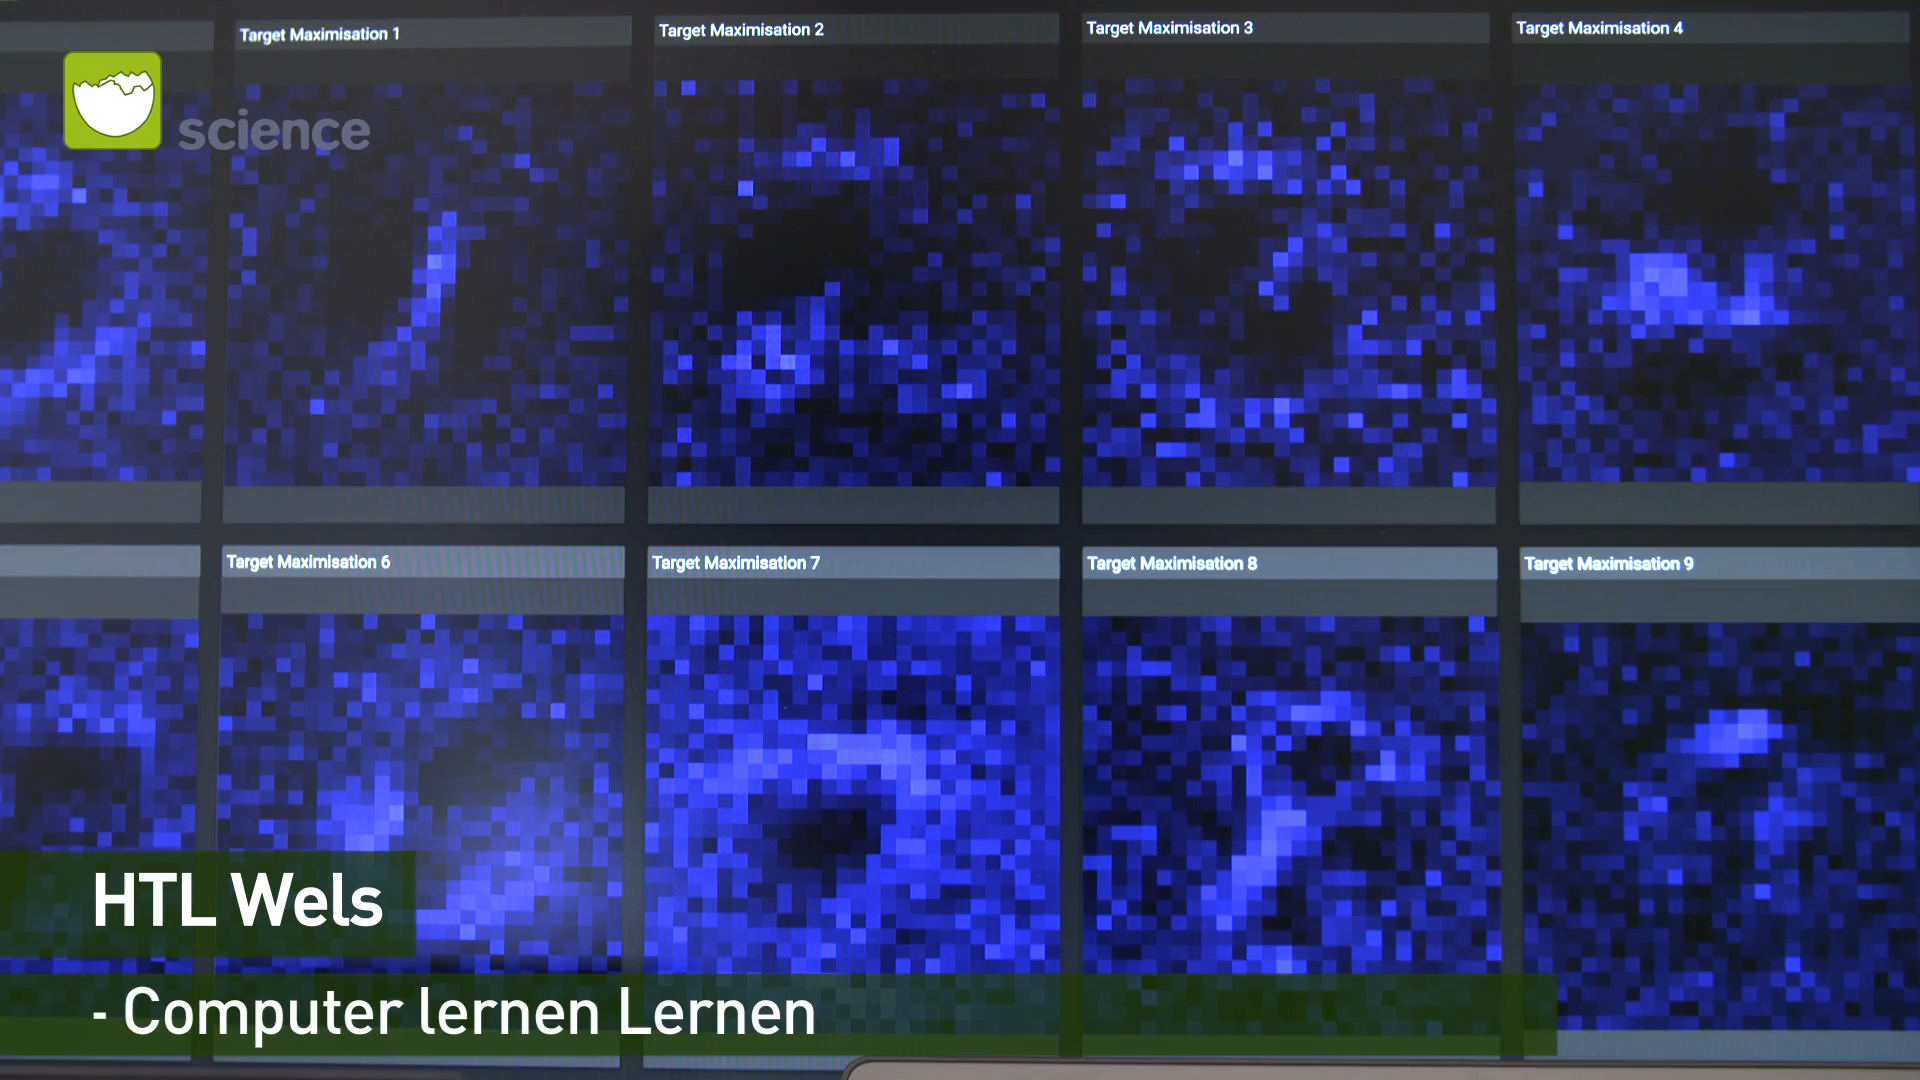 Target Maximisation 1
Target Maximisation 2
Target Maximisation 3
Target Maximisation 4
science
Target Maximisation 6
Target Maximisation 7
Target Maximisation 8
Target Maximisation 9
HTL Wels
- Computer lernen Lernen